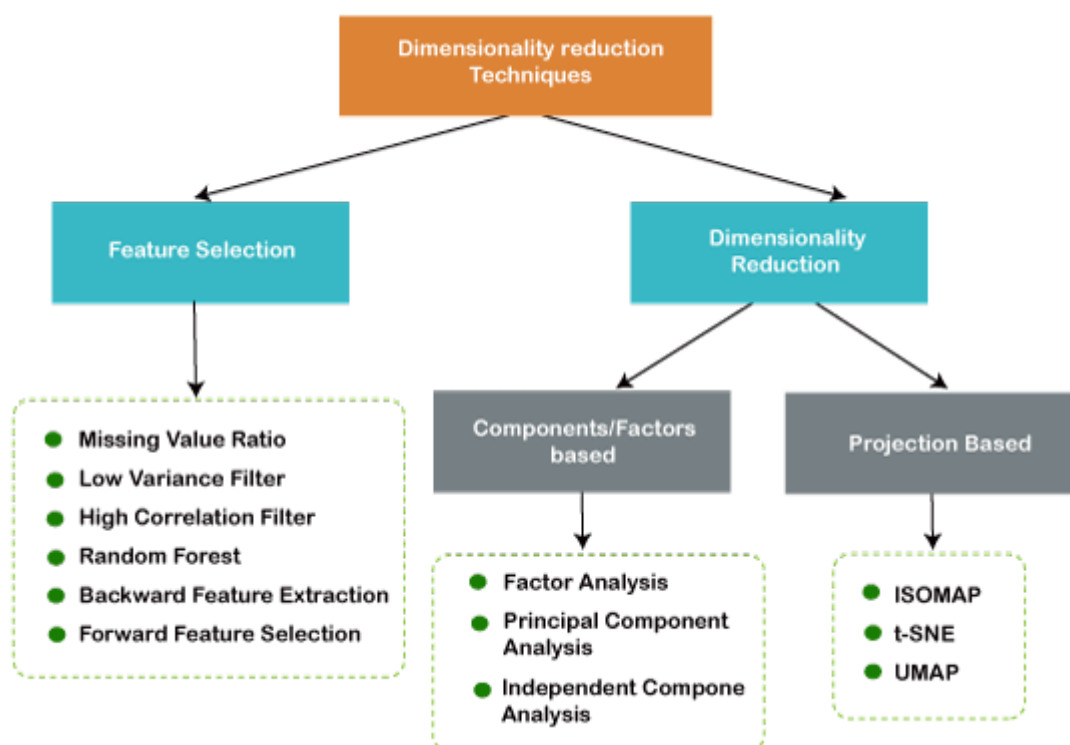 Dimensionality reduction
Techniques
Feature Selection
Dimensionality
Reduction
Missing Value Ratio
Low Variance Filter
High Correlation Filter
Random Forest
Backward Feature Extraction
Forward Feature Selection
Components/Factors
based
Projection Based
Factor Analysis
Principal Component
Analysis
Independent Compone
Analysis
ISOMAP
t-SNE
UMAP